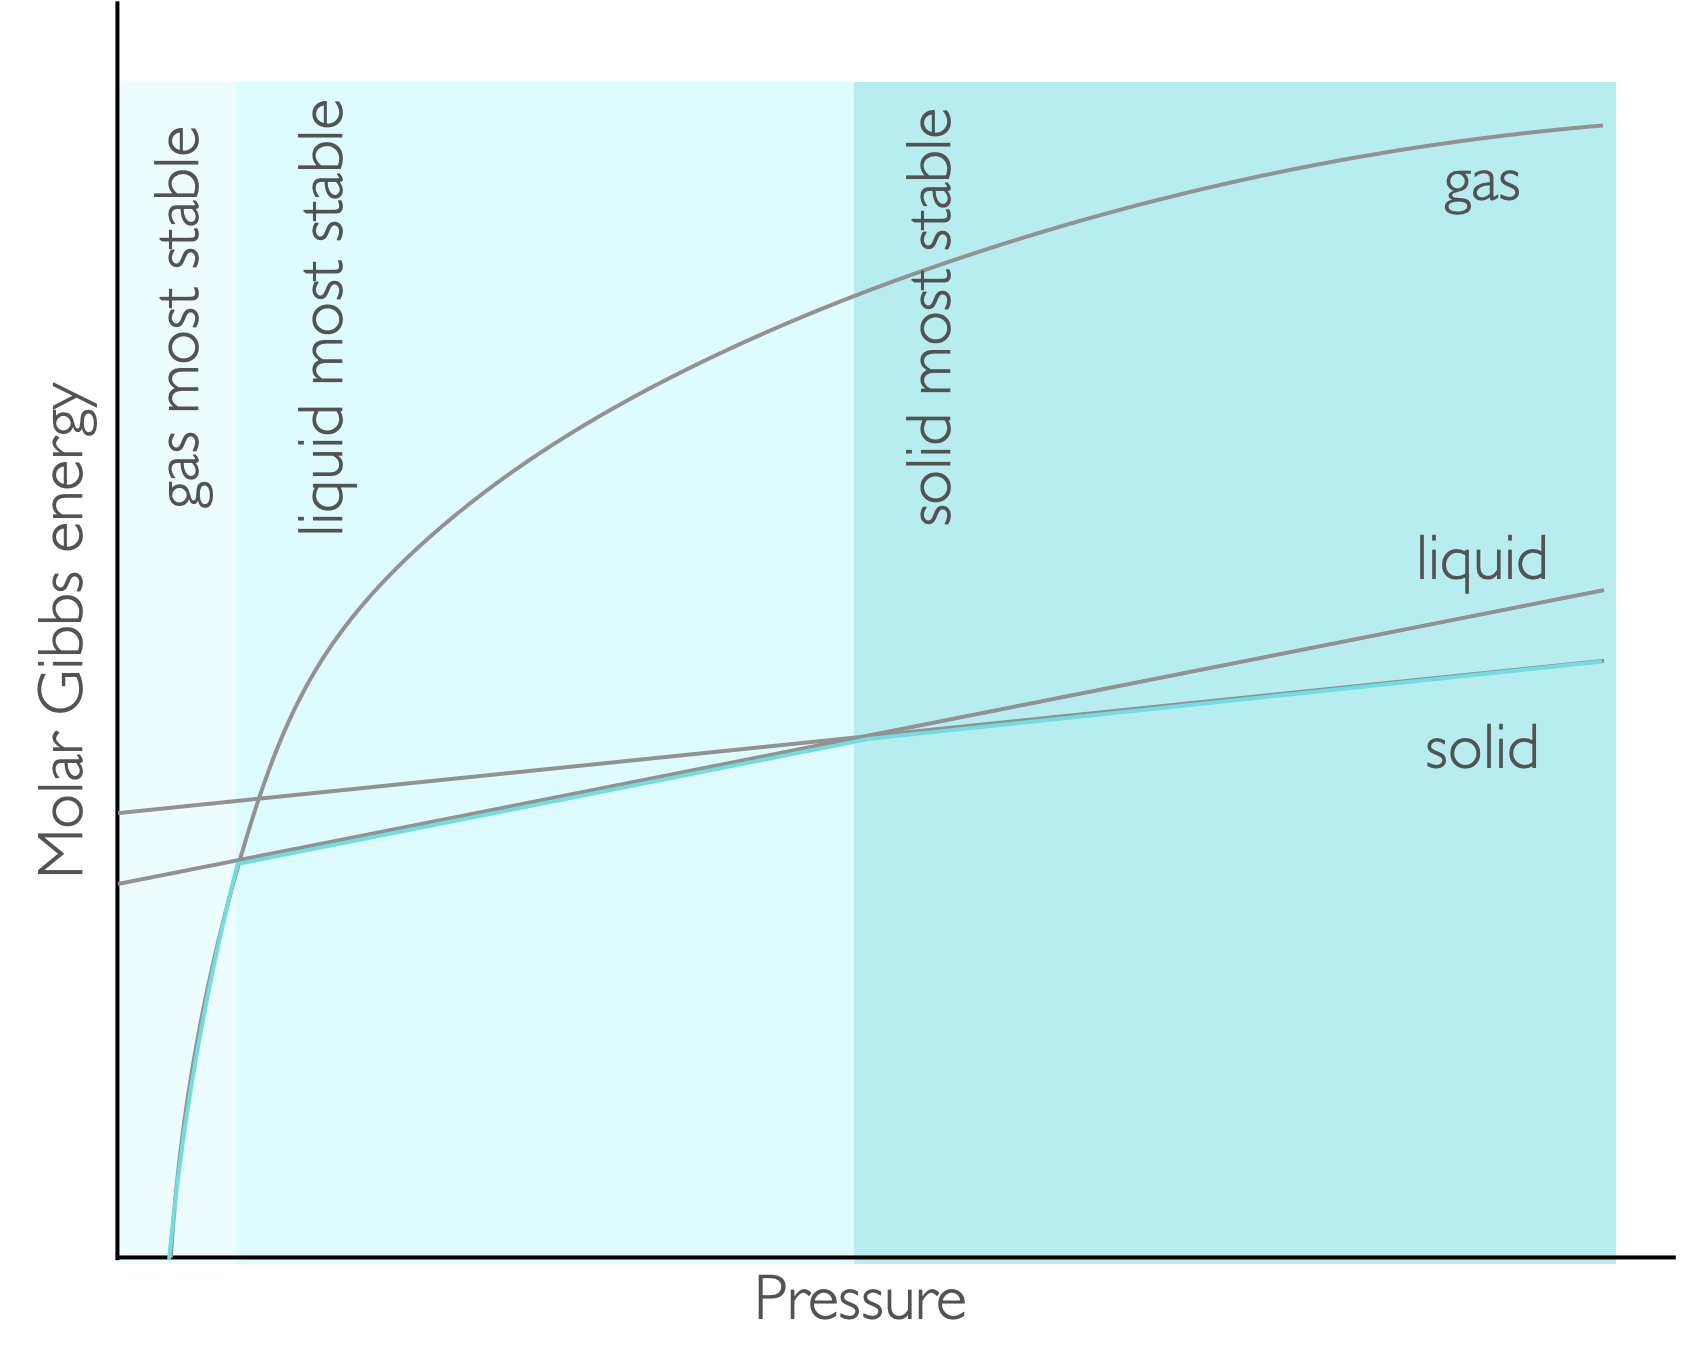 Molar Gibbs energy
gas most stable
liquid most stable
solid most stable
gas
liquid
solid
Pressure